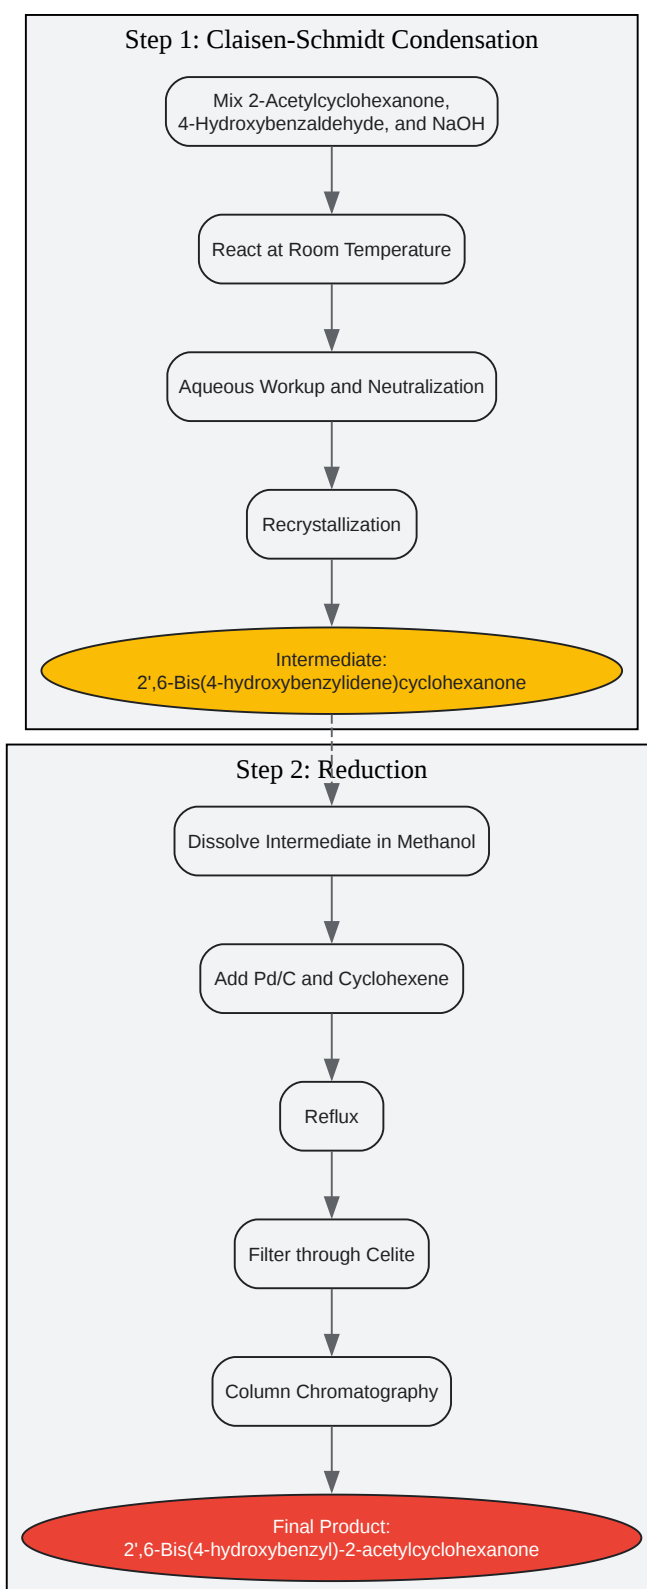 Step 1: Claisen-Schmidt Condensation
Mix 2-Acetylcyclohexanone,
4-Hydroxybenzaldehyde, and NaOH
React at Room Temperature
Aqueous Workup and Neutralization
Recrystallization
Intermediate:
2',6-Bis(4-hydroxybenzylidene)cyclohexanone
Step 2: Reduction
Dissolve Intermediate in Methanol
Add Pd/C and Cyclohexene
Reflux
Filter through Celite
Column Chromatography
Final Product:
2',6-Bis(4-hydroxybenzyl)-2-acetylcyclohexanone